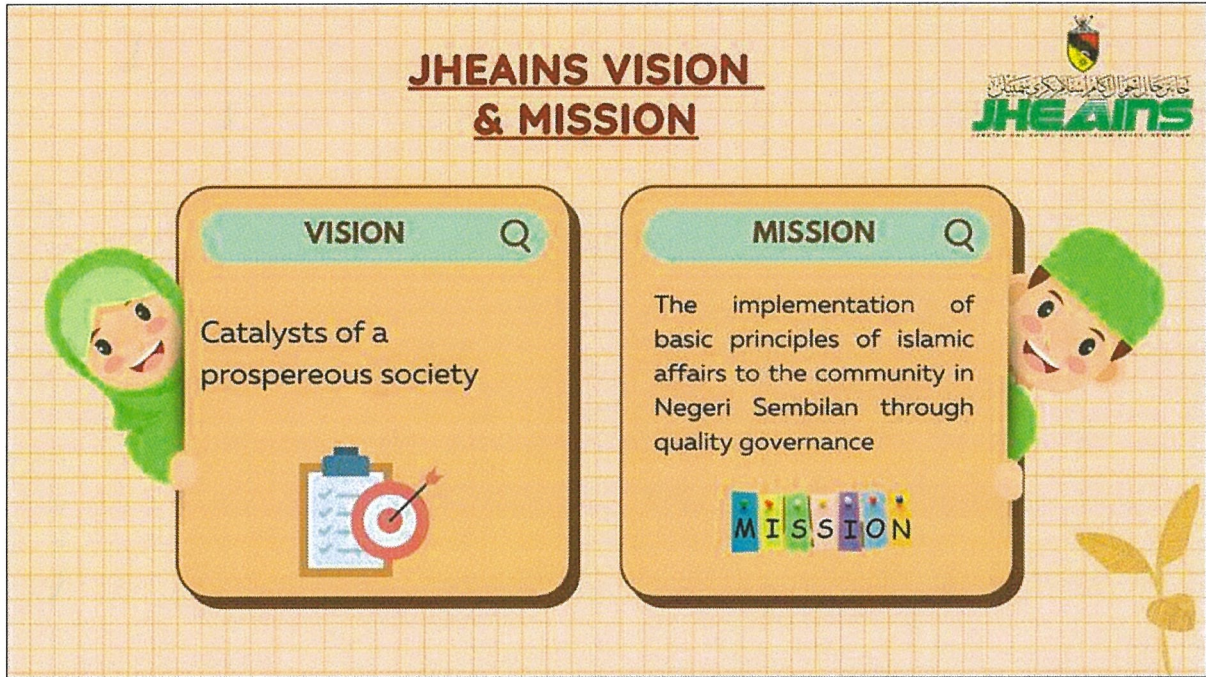 JHEAINS VISION
& MISSION
JHEAINS
VISION
Catalysts of a
prospereous society
MISSION
The implementation of
basic principles of islamic
affairs to the community in
Negeri Sembilan through
quality governance
MISSION